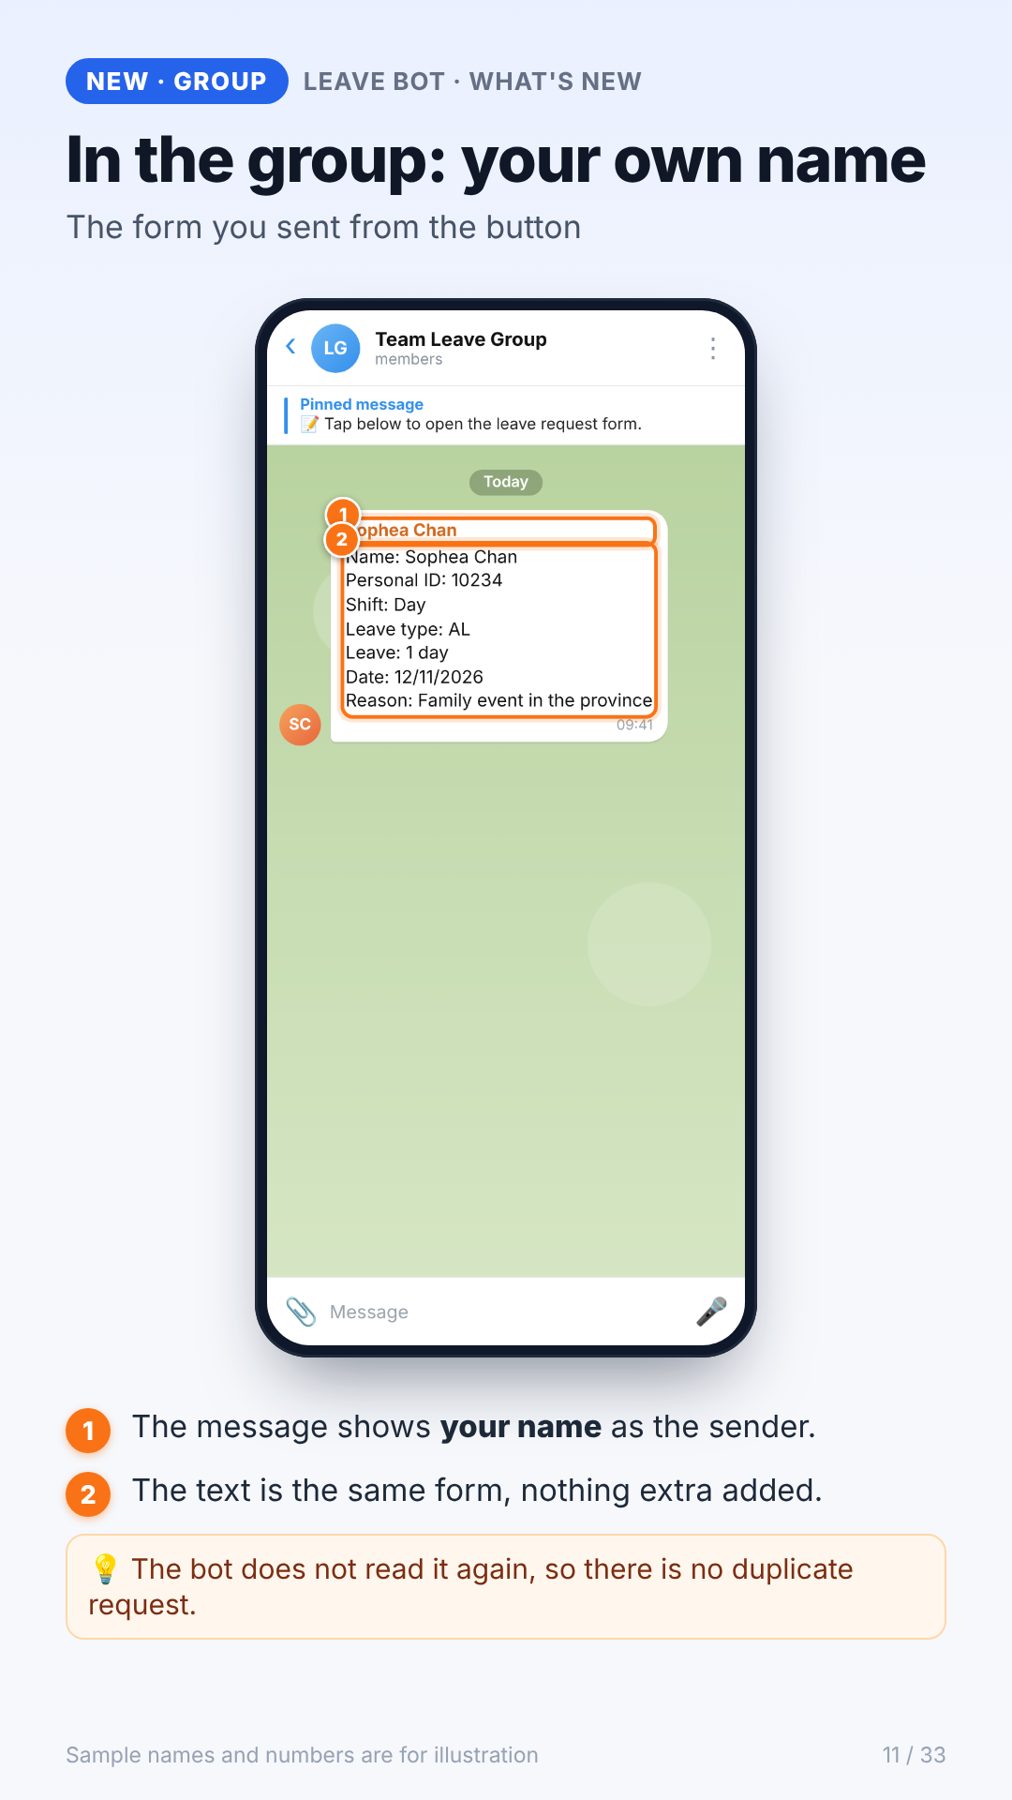 NEW · GROUP LEAVE BOT · WHAT'S NEW
In the group: your own name
The form you sent from the button
LG
Team Leave Group
members
Pinned message
📝 Tap below to open the leave request form.
Today
1
ophea Chan
2
Name: Sophea Chan
Personal ID: 10234
Shift: Day
Leave type: AL
Leave: 1 day
Date: 12/11/2026
Reason: Family event in the province
SC
09:41
Message
1 The message shows your name as the sender.
2 The text is the same form, nothing extra added.
💡 The bot does not read it again, so there is no duplicate
request.
Sample names and numbers are for illustration
11 / 33